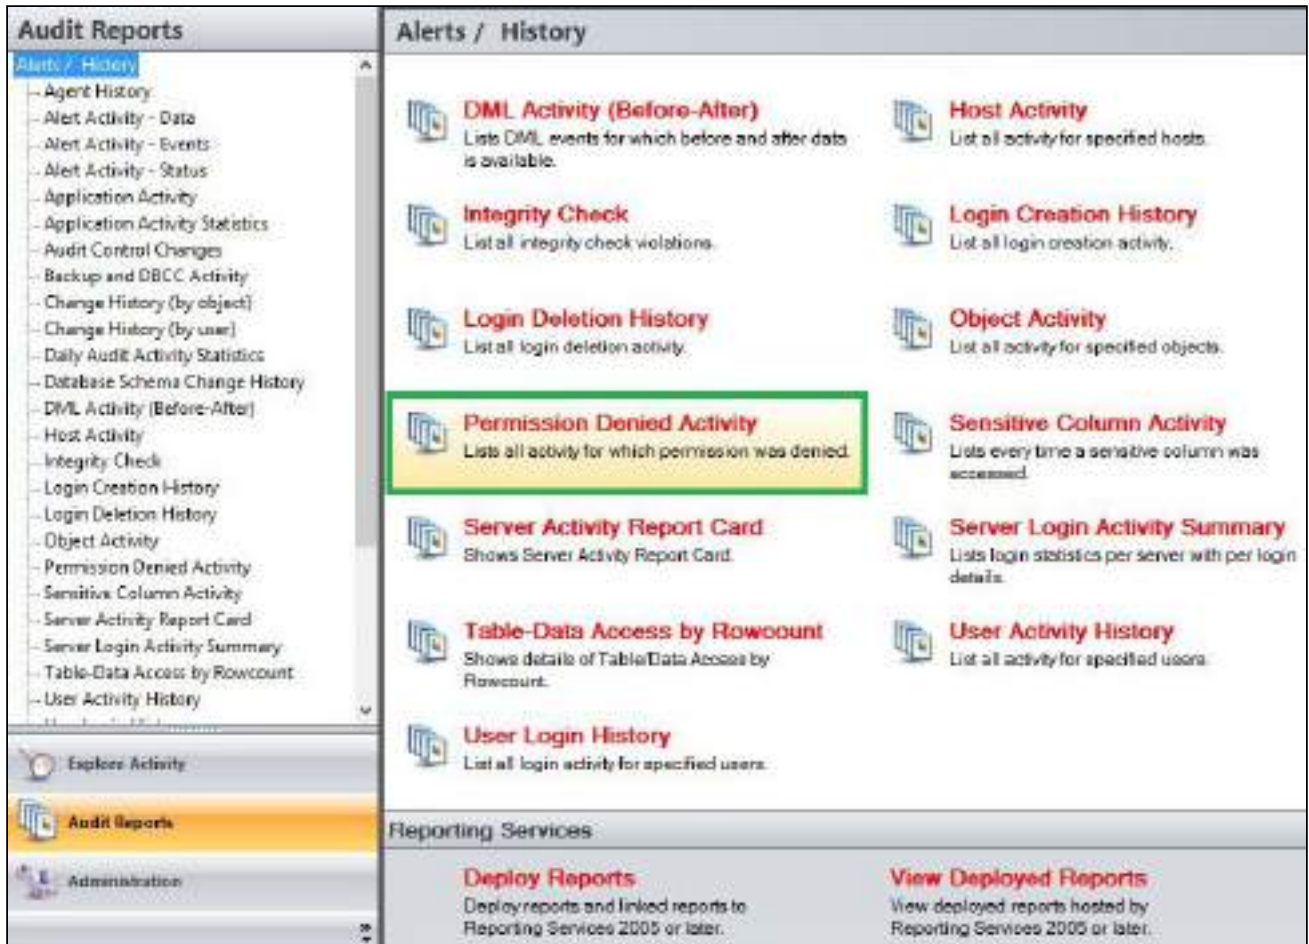 Audit Reports
Alerts / History
Agent History
Alert Activity - Data
Alert Activity - Events
Alert Activity - Status
Application Activity
Application Activity Statistics
Audit Control Changes
Backup and DBCC Activity
Change History (by object)
Change History (by user)
Daily Audit Activity Statistics
Database Schema Change History
DML Activity (Before-After)
Host Activity
Integrity Check
Login Creation History
Login Deletion History
Object Activity
Permission Denied Activity
Sensitive Column Activity
Server Activity Report Card
Server Login Activity Summary
Table-Data Access by Rowcount
User Activity History
Explore Activity
Audit Reports
Administration
Alerts / History
DML Activity (Before-After)
Lists DML events for which before and after data
is available.
Host Activity
List all activity for specified hosts.
Integrity Check
List all integrity check violations.
Login Creation History
List all login creation activity.
Login Deletion History
List all login deletion activity.
Object Activity
List all activity for specified objects.
Permission Denied Activity
Lists all activity for which permission was denied.
Sensitive Column Activity
Lists every time a sensitive column was
accessed.
Server Activity Report Card
Shows Server Activity Report Card.
Server Login Activity Summary
Lists login statistics per server with per login
details.
Table-Data Access by Rowcount
Shows details of Table/Data Access by
Rowcount.
User Activity History
List all activity for specified users.
User Login History
List all login activity for specified users.
Reporting Services
Deploy Reports
Deploy reports and linked reports to
Reporting Services 2005 or later.
View Deployed Reports
View deployed reports hosted by
Reporting Services 2005 or later.